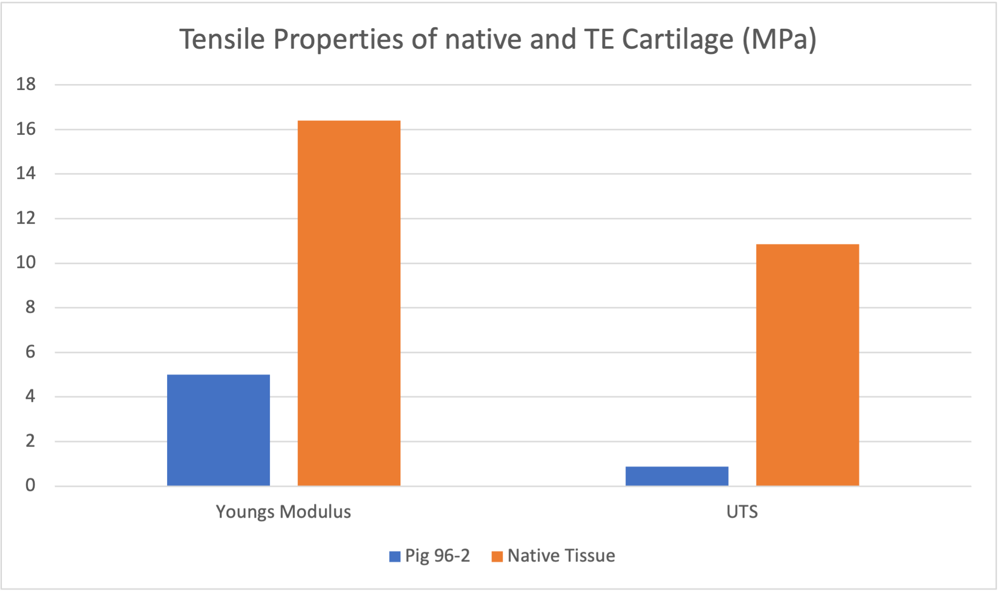 Tensile Properties of native and TE Cartilage (MPa)
18
16
14
12
10
8
6
4
2
0
Youngs Modulus
UTS
Pig 96-2
Native Tissue